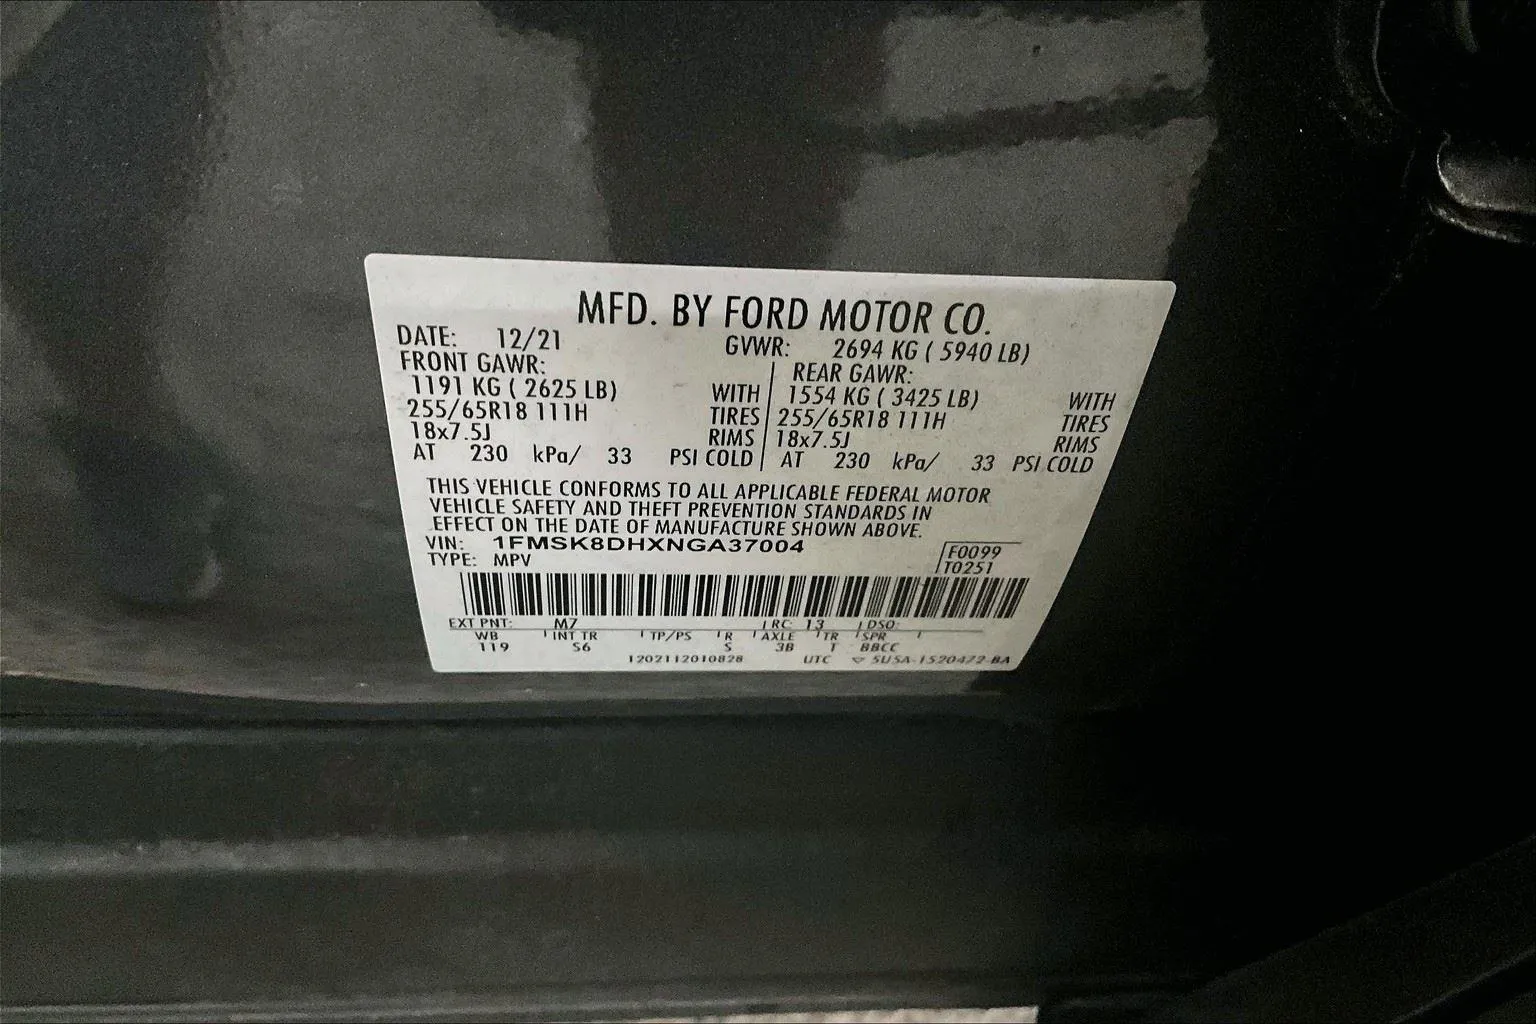 MFD. BY FORD MOTOR CO.
DATE: 12/21 GVWR: 2694 KG ( 5940 LB)
FRONT GAWR: REAR GAWR:
1191 KG ( 2625 LB) WITH 1554 KG ( 3425 LB) WITH
255/65R18 111H TIRES 255/65R18 111H TIRES
18x7.5J RIMS 18x7.5J RIMS
AT 230 kPa/ 33 PSI COLD AT 230 kPa/ 33 PSI COLD
THIS VEHICLE CONFORMS TO ALL APPLICABLE FEDERAL MOTOR
VEHICLE SAFETY AND THEFT PREVENTION STANDARDS IN
EFFECT ON THE DATE OF MANUFACTURE SHOWN ABOVE.
VIN: 1FMSK8DHXNGA37004 F0099
TYPE: MPV T0251
EXT PNT: M7 RC: 13 DSO:
WB INT TR TP/PS R AXLE TR SPR
119 S6 S 3B T BBCC
1202112010828 UTC ▽ 5U5A-1520472-BA